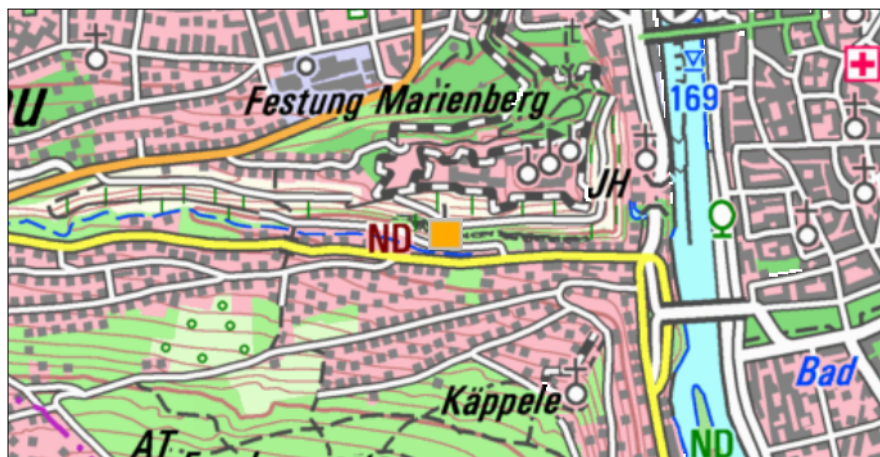 Festung Marienberg
169
JH
ND
Käppele
Bad
AT
ND